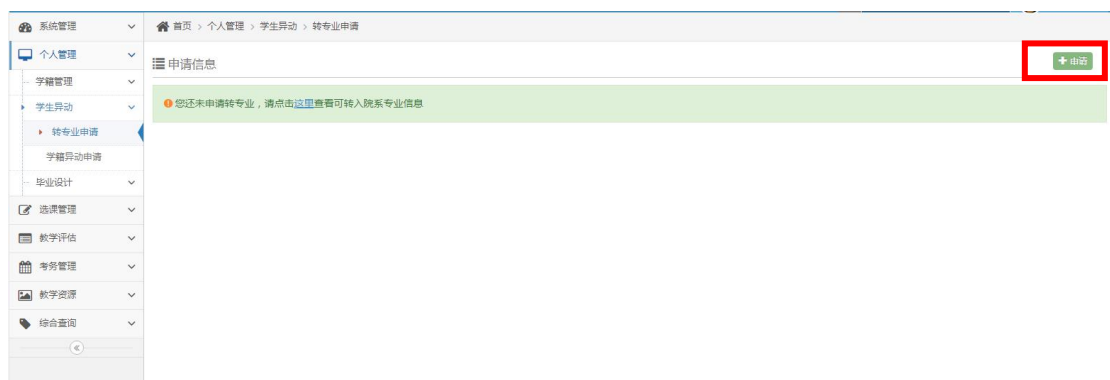 系统管理
首页 > 个人管理 > 学生异动 > 转专业申请
个人管理
申请信息
申请
学籍管理
学生异动
您还未申请转专业，请点击这里查看可转入院系专业信息
转专业申请
学籍异动申请
毕业设计
选课管理
教学评估
考务管理
教学资源
综合查询